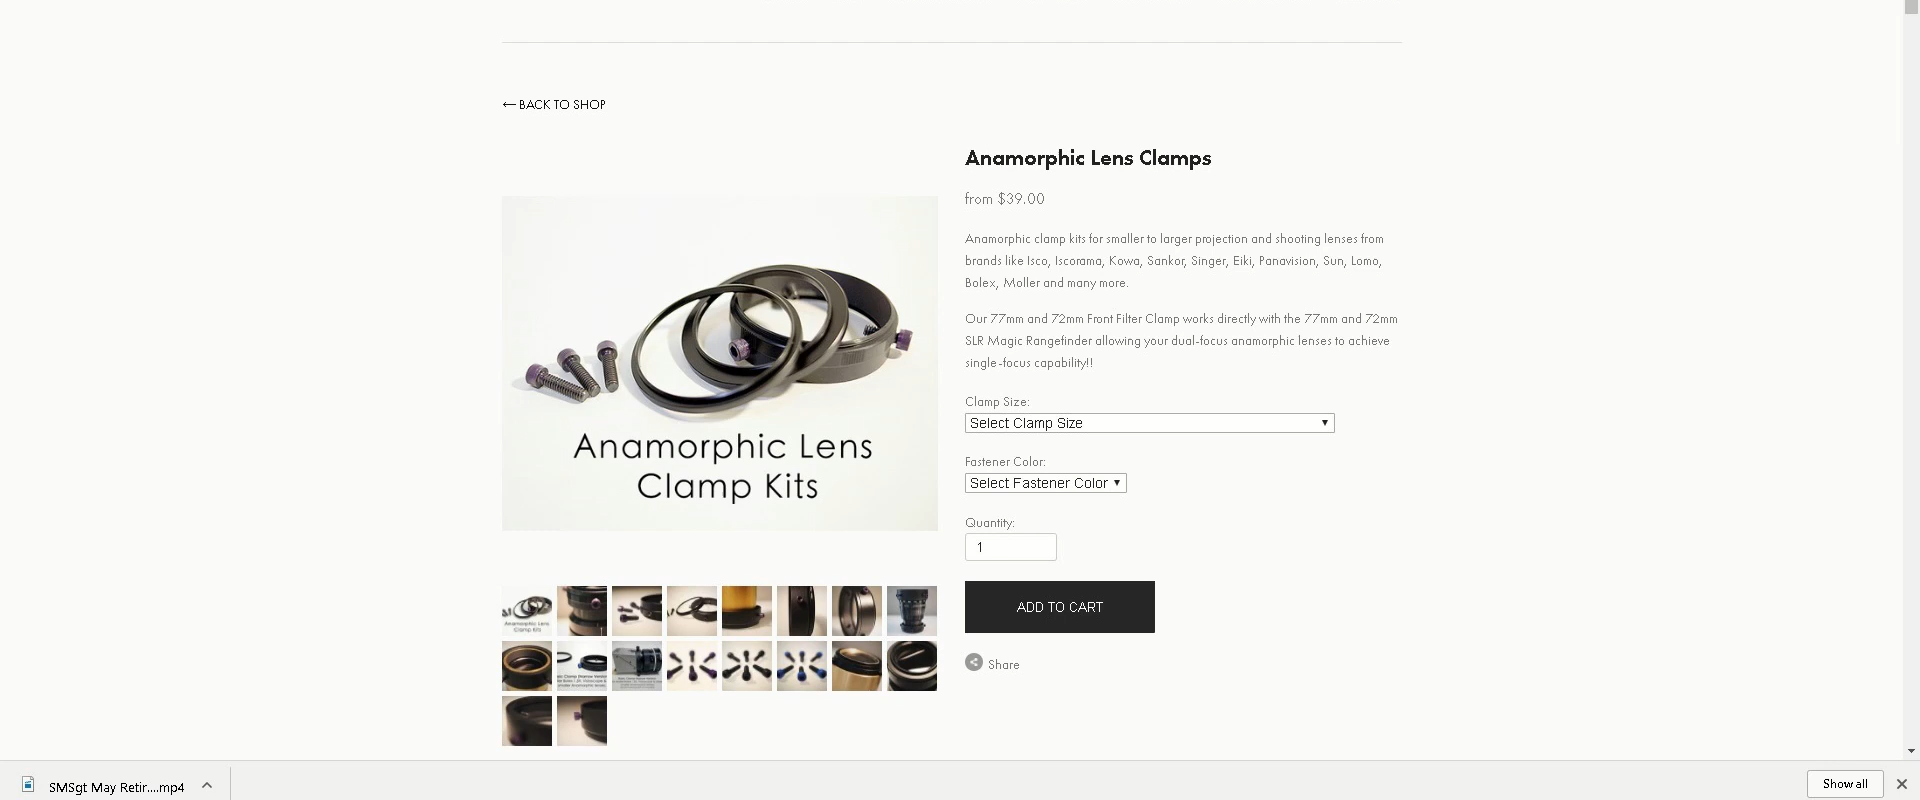 ← BACK TO SHOP
Anamorphic Lens Clamps
from $39.00
Anamorphic clamp kits for smaller to larger projection and shooting lenses from
brands like Isco, Iscorama, Kowa, Sankor, Singer, Eiki, Panavision, Sun, Lomo,
Bolex, Moller and many more.
Our 77mm and 72mm Front Filter Clamp works directly with the 77mm and 72mm
SLR Magic Rangefinder allowing your dual-focus anamorphic lenses to achieve
single-focus capability!!
Clamp Size:
Select Clamp Size
Fastener Color:
Select Fastener Color
Quantity:
1
ADD TO CART
Share
Anamorphic Lens
Clamp Kits
Anamorphic Lens
Clamp Kits
SMSgt May Retir....mp4
Show all